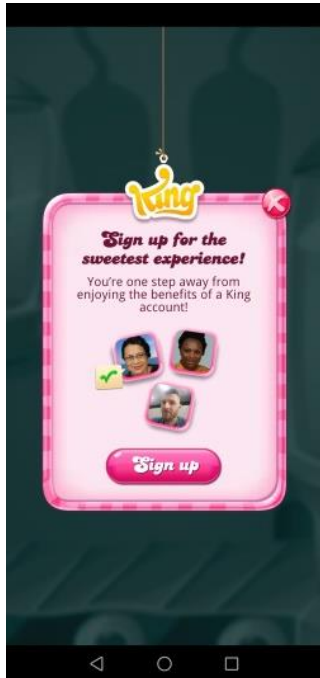 King
Sign up for the
sweetest experience!
You're one step away from
enjoying the benefits of a King
account!
Sign up